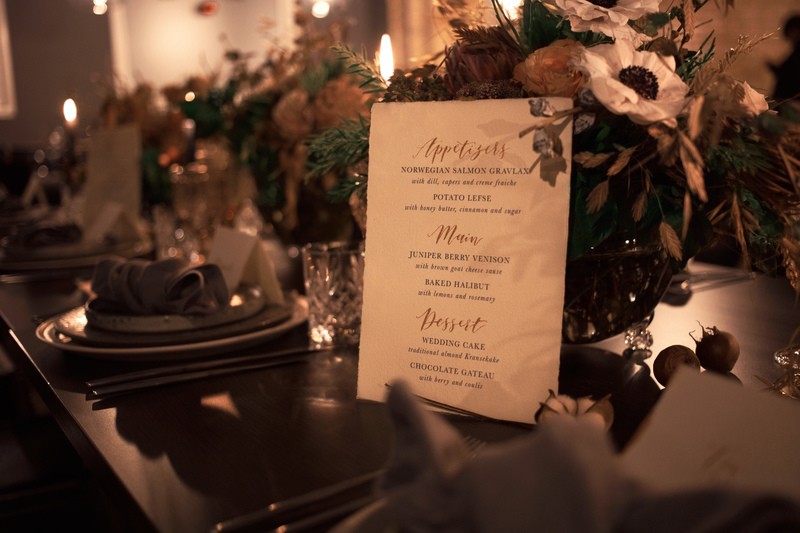 Appetizers
NORWEGIAN SALMON GRAVLAX
with dill, capers and creme fraiche
POTATO LEFSE
with honey butter, cinnamon and sugar
Main
JUNIPER BERRY VENISON
with brown goat cheese sauce
BAKED HALIBUT
with lemons and rosemary
Dessert
WEDDING CAKE
traditional almond Kransekake
CHOCOLATE GATEAU
with berry and coulis